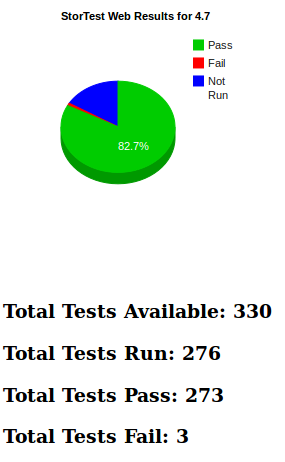 StorTest Web Results for 4.7
Pass
Fail
Not
Run
82.7%
Total Tests Available: 330
Total Tests Run: 276
Total Tests Pass: 273
Total Tests Fail: 3